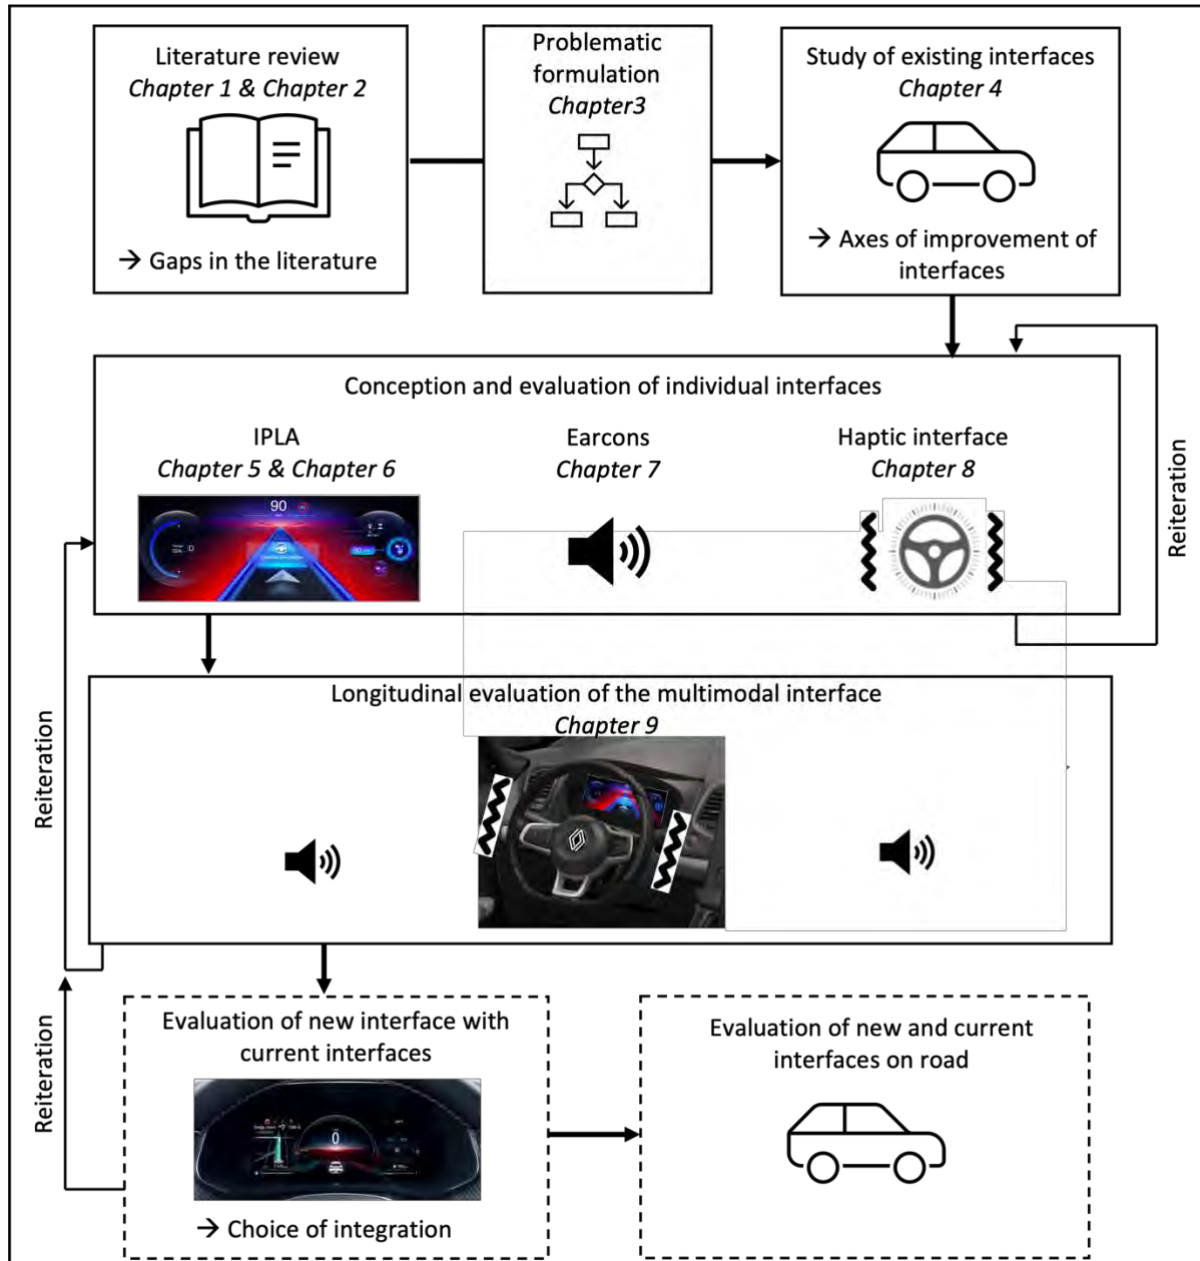 Literature review
Chapter 1 & Chapter 2
→ Gaps in the literature
Problematic
formulation
Chapter3
Study of existing interfaces
Chapter 4
→ Axes of improvement of
interfaces
Conception and evaluation of individual interfaces
IPLA
Chapter 5 & Chapter 6
90
Earcons
Chapter 7
Haptic interface
Chapter 8
Reiteration
Longitudinal evaluation of the multimodal interface
Chapter 9
Reiteration
Evaluation of new interface with
current interfaces
0
→ Choice of integration
Reiteration
Evaluation of new and current
interfaces on road